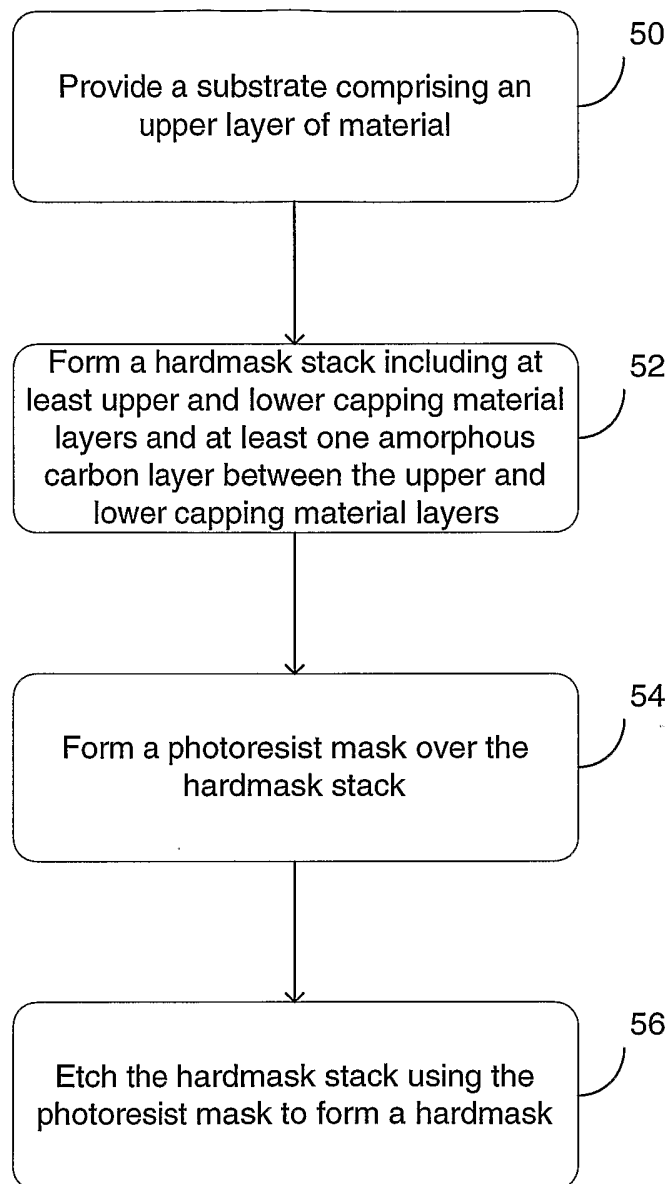 50
Provide a substrate comprising an
upper layer of material
52
Form a hardmask stack including at
least upper and lower capping material
layers and at least one amorphous
carbon layer between the upper and
lower capping material layers
54
Form a photoresist mask over the
hardmask stack
56
Etch the hardmask stack using the
photoresist mask to form a hardmask